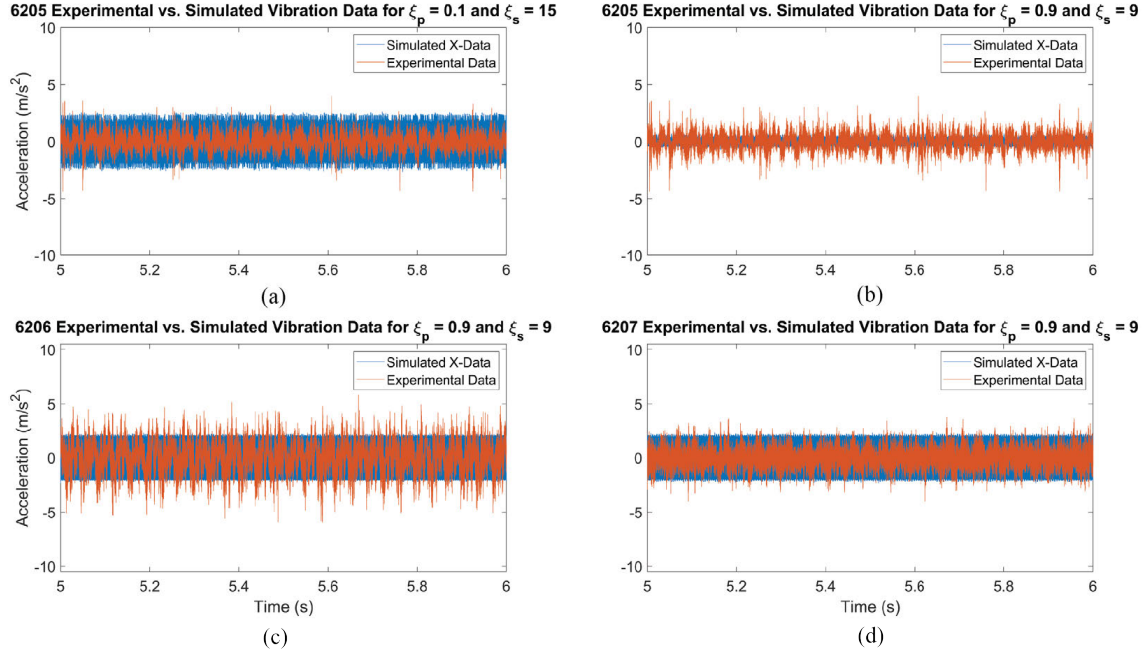 6205 Experimental vs. Simulated Vibration Data for ξp = 0.1 and ξs = 15
Simulated X-Data
Experimental Data
Acceleration (m/s²)
10
5
0
-5
-10
5 5.2 5.4 5.6 5.8 6
(a)
6205 Experimental vs. Simulated Vibration Data for ξp = 0.9 and ξs = 9
Simulated X-Data
Experimental Data
10
5
0
-5
-10
5 5.2 5.4 5.6 5.8 6
(b)
6206 Experimental vs. Simulated Vibration Data for ξp = 0.9 and ξs = 9
Simulated X-Data
Experimental Data
Acceleration (m/s²)
10
5
0
-5
-10
5 5.2 5.4 5.6 5.8 6
Time (s)
(c)
6207 Experimental vs. Simulated Vibration Data for ξp = 0.9 and ξs = 9
Simulated X-Data
Experimental Data
10
5
0
-5
-10
5 5.2 5.4 5.6 5.8 6
Time (s)
(d)